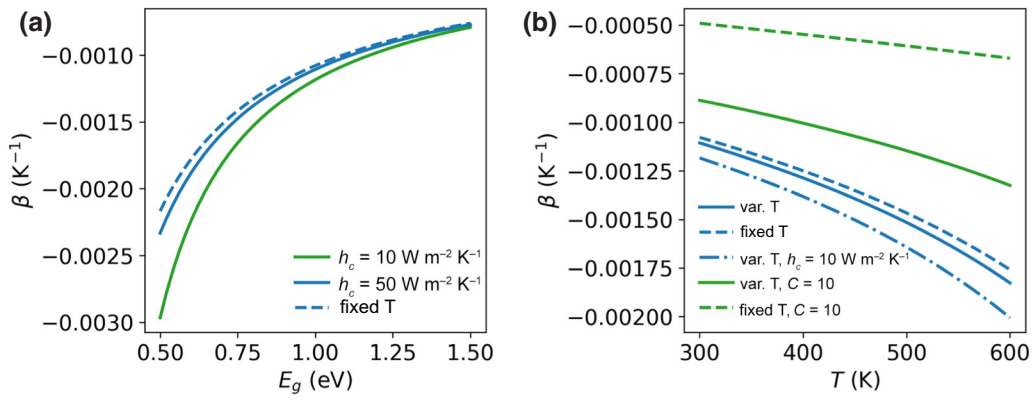 (a)
β (K⁻¹)
−0.0010
−0.0015
−0.0020
−0.0025
−0.0030
h_c = 10 W m⁻² K⁻¹
h_c = 50 W m⁻² K⁻¹
fixed T
0.50 0.75 1.00 1.25 1.50
E_g (eV)
(b)
β (K⁻¹)
−0.00050
−0.00075
−0.00100
−0.00125
−0.00150
−0.00175
−0.00200
var. T
fixed T
var. T, h_c = 10 W m⁻² K⁻¹
var. T, C = 10
fixed T, C = 10
300 400 500 600
T (K)